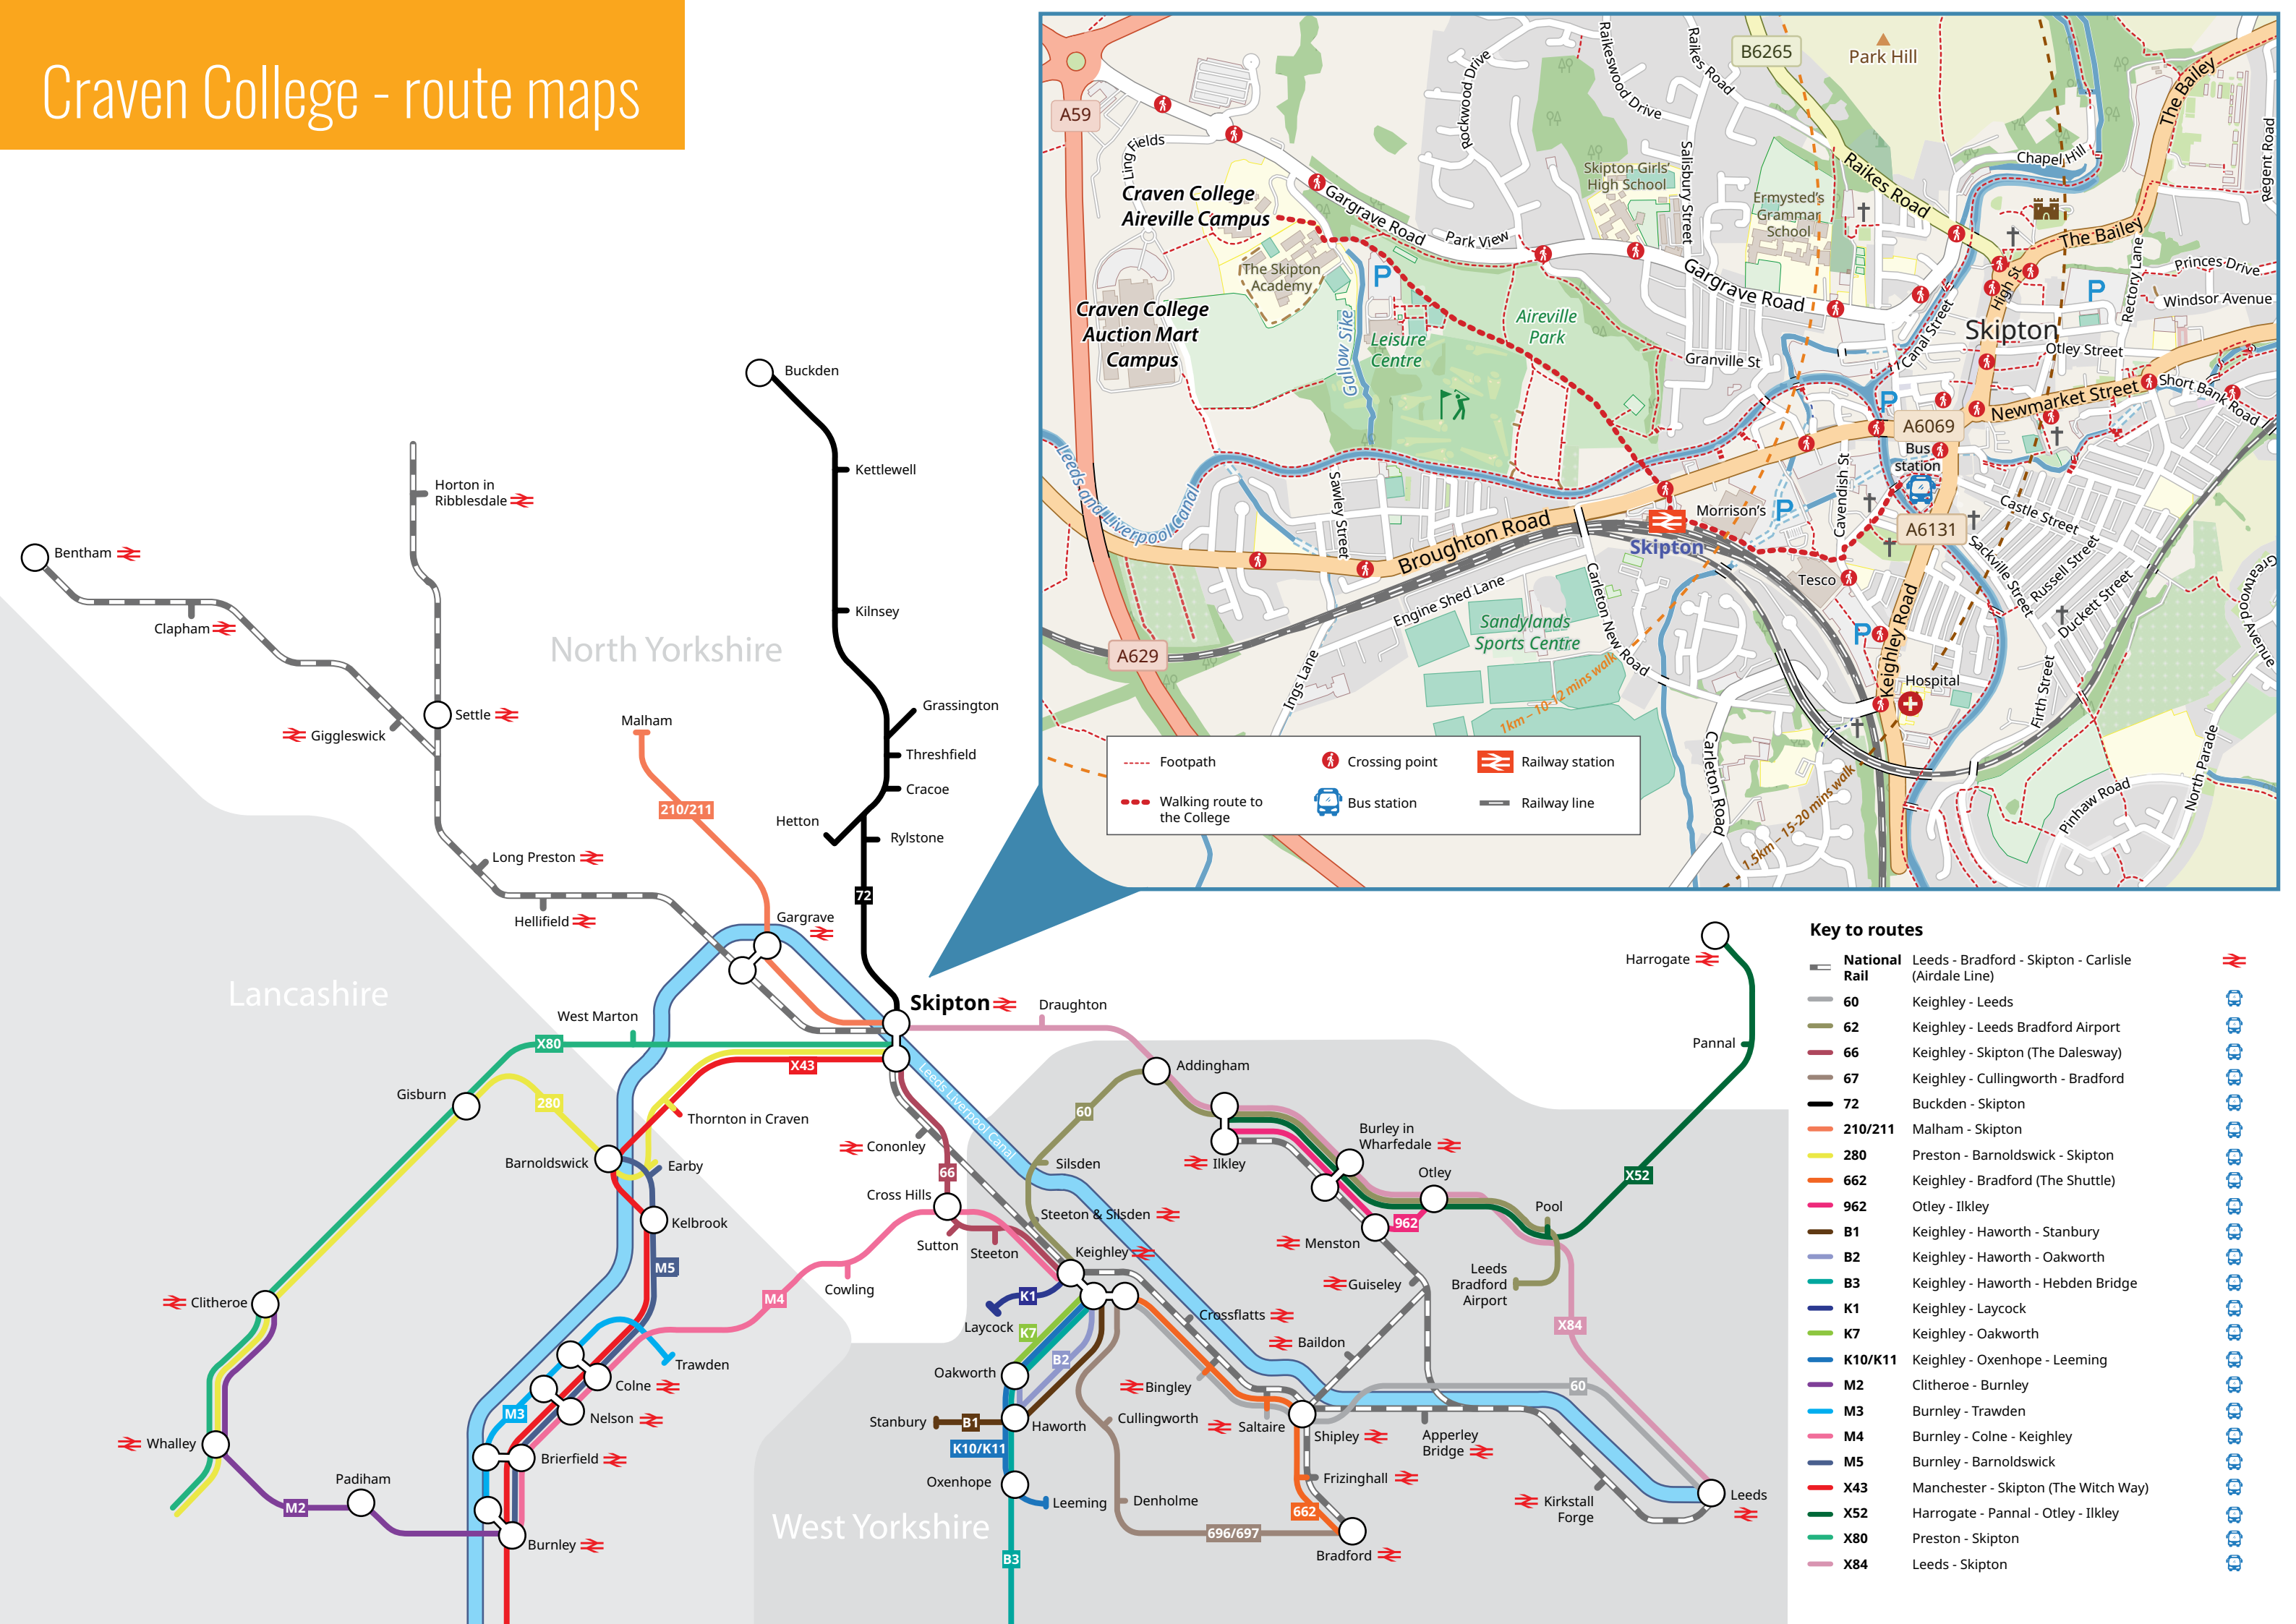 Craven College - route maps
A59
B6265
Park Hill
The Bailey
Regent Road
Rockwood Drive
Raikeswood Drive
Raikes Road
Ling Fields
Chapel Hill
Skipton Girls'
High School
Salisbury Street
Ermysted's
Grammar
School
Raikes Road
Craven College
Aireville Campus
Gargrave Road
Park View
The Bailey
Rectory Lane
Princes Drive
Windsor Avenue
The Skipton
Academy
P
Gargrave Road
High St
P
Craven College
Auction Mart
Campus
Gallow Sike
Leisure
Centre
Aireville
Park
Canal Street
Skipton
Granville St
Otley Street
Short Bank Road
Newmarket Street
P
A6069
Bus
station
Leeds and Liverpool Canal
Sawley Street
Cavendish St
Morrison's
P
Castle Street
A6131
Broughton Road
Skipton
Sackville Street
Russell Street
Duckett Street
Greatwood Avenue
Tesco
Engine Shed Lane
Carleton New Road
Sandylands
Sports Centre
P
Keighley Road
A629
Ings Lane
1km – 10-12 mins walk
Hospital
Firth Street
Carleton Road
North Parade
Pinhaw Road
1.5km – 15-20 mins walk
Footpath
Crossing point
Railway station
Walking route to
the College
Bus station
Railway line
Buckden
Kettlewell
Horton in
Ribblesdale
Bentham
Clapham
Kilnsey
North Yorkshire
Settle
Giggleswick
Malham
Grassington
Threshfield
Cracoe
210/211
Hetton
Rylstone
Long Preston
72
Hellifield
Gargrave
Lancashire
Skipton
Draughton
West Marton
X80
X43
Harrogate
Pannal
Addingham
Gisburn
280
60
Thornton in Craven
Leeds Liverpool Canal
Cononley
Burley in
Wharfedale
Barnoldswick
Earby
66
Silsden
Ilkley
Otley
X52
Cross Hills
Steeton & Silsden
Pool
Kelbrook
962
Sutton
Steeton
Menston
Keighley
M5
Leeds
Bradford
Airport
Guiseley
Cowling
M4
K1
Clitheroe
Laycock
K7
Crossflatts
Baildon
X84
B2
Trawden
Oakworth
Colne
Bingley
60
M3
Nelson
Stanbury
B1
Haworth
Cullingworth
Saltaire
Shipley
Apperley
Bridge
K10/K11
Whalley
Brierfield
Padiham
Oxenhope
Frizinghall
M2
Leeming
Denholme
662
Kirkstall
Forge
Leeds
West Yorkshire
696/697
Burnley
B3
Bradford
Key to routes
National
Rail
Leeds - Bradford - Skipton - Carlisle
(Airdale Line)
60 Keighley - Leeds
62 Keighley - Leeds Bradford Airport
66 Keighley - Skipton (The Dalesway)
67 Keighley - Cullingworth - Bradford
72 Buckden - Skipton
210/211 Malham - Skipton
280 Preston - Barnoldswick - Skipton
662 Keighley - Bradford (The Shuttle)
962 Otley - Ilkley
B1 Keighley - Haworth - Stanbury
B2 Keighley - Haworth - Oakworth
B3 Keighley - Haworth - Hebden Bridge
K1 Keighley - Laycock
K7 Keighley - Oakworth
K10/K11 Keighley - Oxenhope - Leeming
M2 Clitheroe - Burnley
M3 Burnley - Trawden
M4 Burnley - Colne - Keighley
M5 Burnley - Barnoldswick
X43 Manchester - Skipton (The Witch Way)
X52 Harrogate - Pannal - Otley - Ilkley
X80 Preston - Skipton
X84 Leeds - Skipton